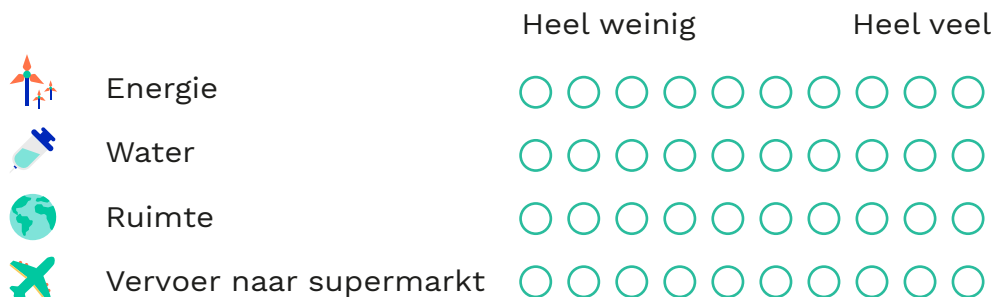 Heel weinig Heel veel
Energie
Water
Ruimte
Vervoer naar supermarkt